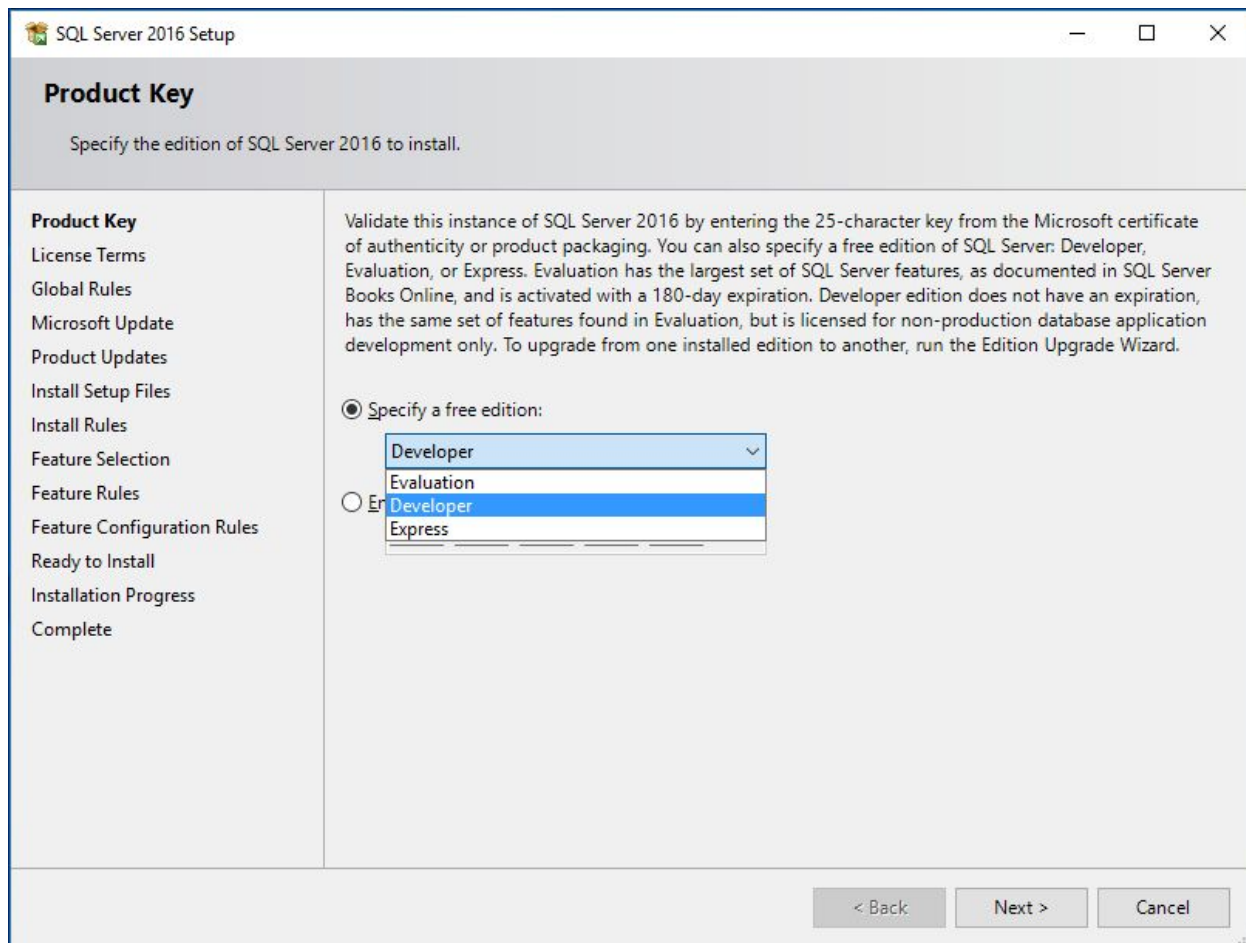 SQL Server 2016 Setup
Product Key
Specify the edition of SQL Server 2016 to install.
Product Key
License Terms
Global Rules
Microsoft Update
Product Updates
Install Setup Files
Install Rules
Feature Selection
Feature Rules
Feature Configuration Rules
Ready to Install
Installation Progress
Complete
Validate this instance of SQL Server 2016 by entering the 25-character key from the Microsoft certificate
of authenticity or product packaging. You can also specify a free edition of SQL Server: Developer,
Evaluation, or Express. Evaluation has the largest set of SQL Server features, as documented in SQL Server
Books Online, and is activated with a 180-day expiration. Developer edition does not have an expiration,
has the same set of features found in Evaluation, but is licensed for non-production database application
development only. To upgrade from one installed edition to another, run the Edition Upgrade Wizard.
Specify a free edition:
Developer
Evaluation
Developer
Express
< Back
Next >
Cancel